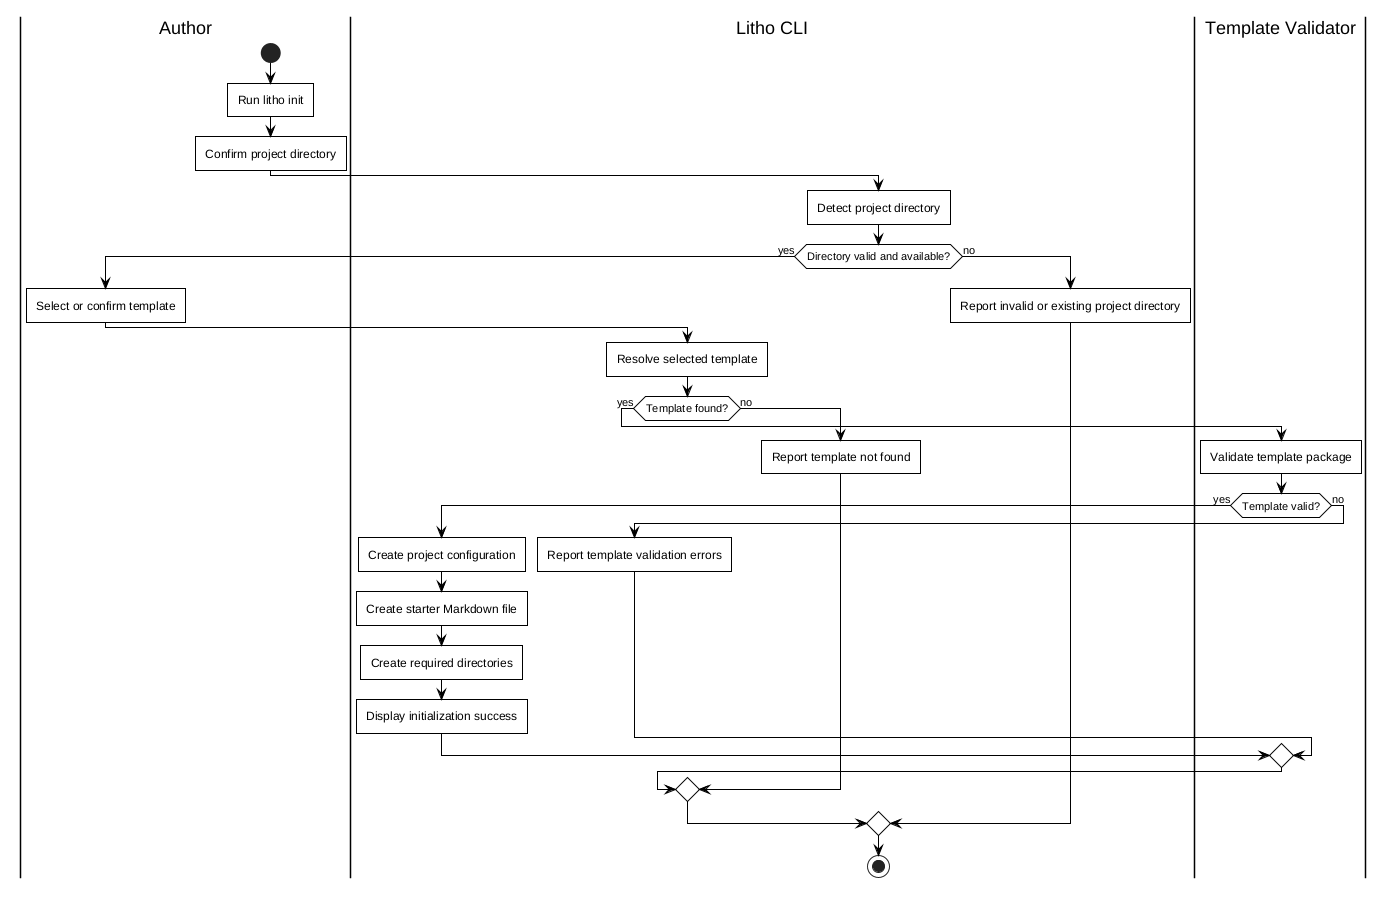 Author
Litho CLI
Template Validator
Run litho init
Confirm project directory
Detect project directory
yes
Directory valid and available?
no
Select or confirm template
Report invalid or existing project directory
Resolve selected template
yes
Template found?
no
Report template not found
Validate template package
yes
Template valid?
no
Create project configuration
Report template validation errors
Create starter Markdown file
Create required directories
Display initialization success